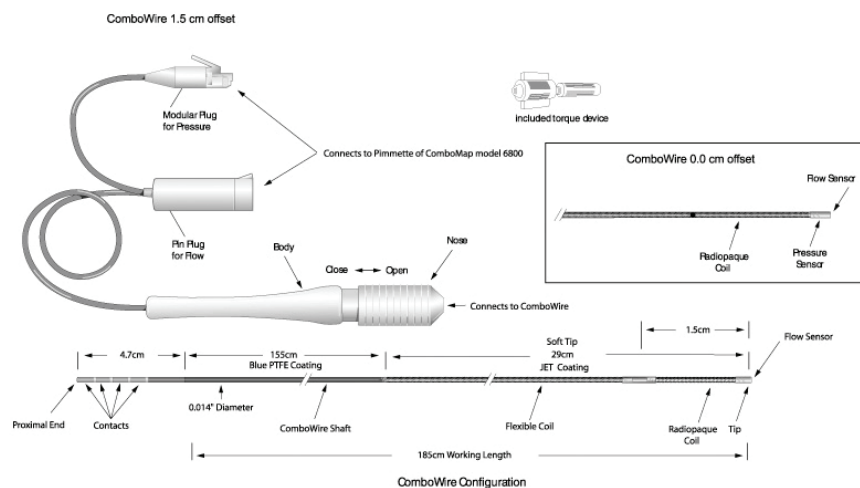 ComboWire 1.5 cm offset
Modular Plug
for Pressure
included torque device
Connects to Pimmette of ComboMap model 6800
ComboWire 0.0 cm offset
Flow Sensor
Radiopaque
Coil
Pressure
Sensor
Pin Plug
for Flow
Body
Close
Open
Nose
Connects to ComboWire
4.7cm
155cm
Blue PTFE Coating
Soft Tip
29cm
JET Coating
1.5cm
Flow Sensor
Proximal End
Contacts
0.014" Diameter
ComboWire Shaft
Flexible Coil
Radiopaque
Coil
Tip
185cm Working Length
ComboWire Configuration